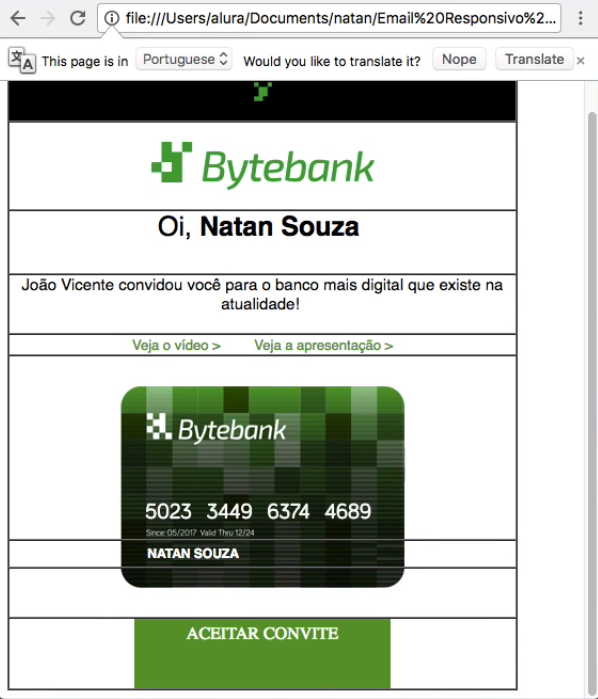 file:///Users/alura/Documents/natan/Email%20Responsivo%2...
This page is in Portuguese Would you like to translate it? Nope Translate ×
Bytebank
Oi, Natan Souza
João Vicente convidou você para o banco mais digital que existe na
atualidade!
Veja o vídeo > Veja a apresentação >
Bytebank
5023 3449 6374 4689
Since: 05/2017 Valid Thru 12/24
NATAN SOUZA
ACEITAR CONVITE